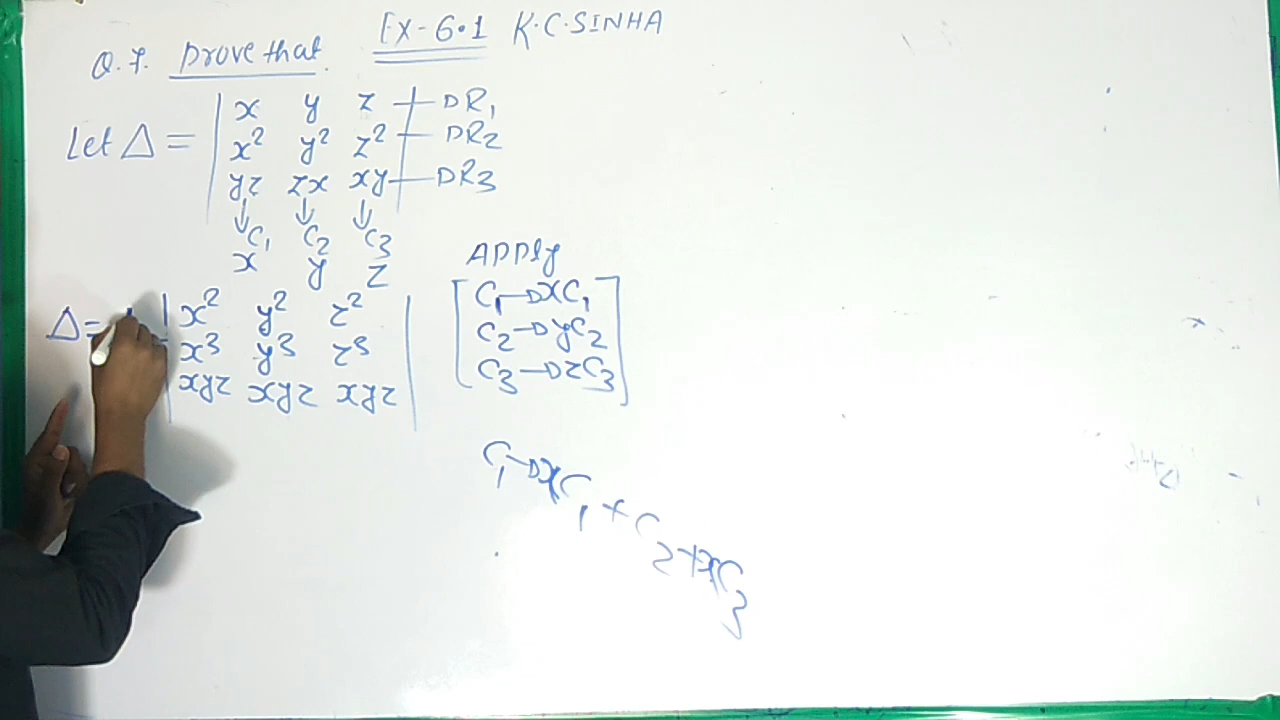 EX-6.1 K.C.SINHA
Q.7. Prove that
Let Δ = | x y z | → R1
| x² y² z² | → R2
| yz zx xy | → R3
↓ ↓ ↓
C1 C2 C3
x y z
Δ = | x² y² z² |
| x³ y³ z³ |
| xyz xyz xyz |
Apply
[ C1 → xC1
C2 → yC2
C3 → zC3 ]
C1 → xC1 + C2 + xC3